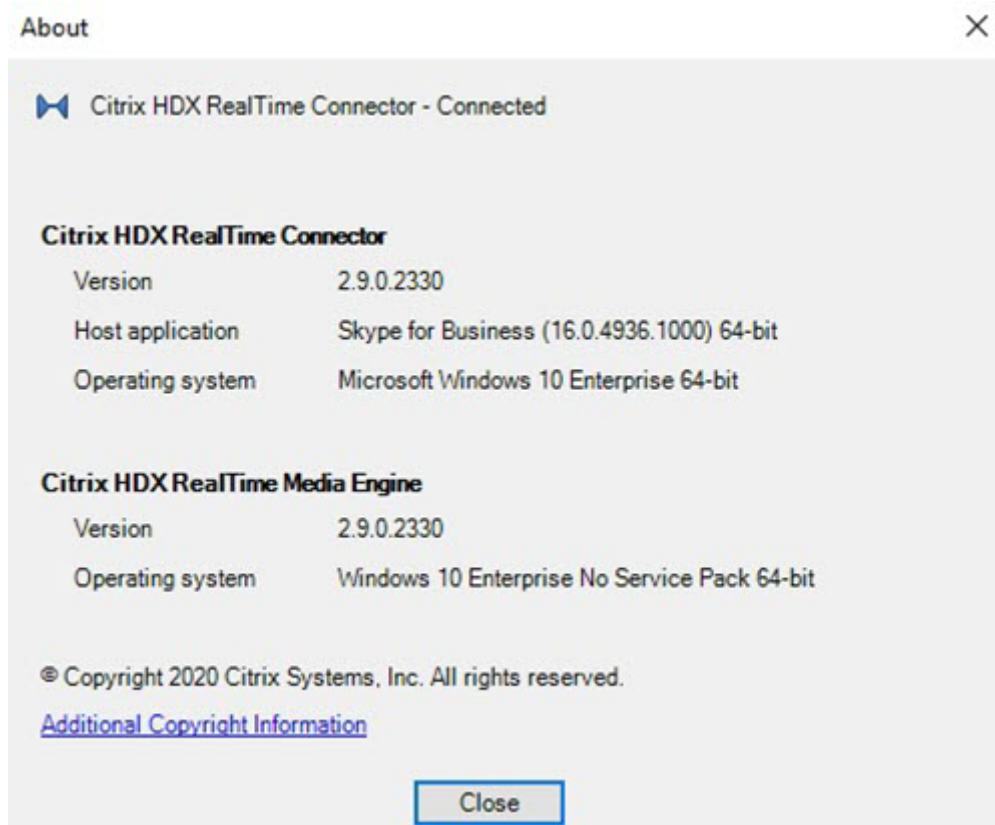 About
Citrix HDX RealTime Connector - Connected
Citrix HDX RealTime Connector
Version 2.9.0.2330
Host application Skype for Business (16.0.4936.1000) 64-bit
Operating system Microsoft Windows 10 Enterprise 64-bit
Citrix HDX RealTime Media Engine
Version 2.9.0.2330
Operating system Windows 10 Enterprise No Service Pack 64-bit
© Copyright 2020 Citrix Systems, Inc. All rights reserved.
Additional Copyright Information
Close